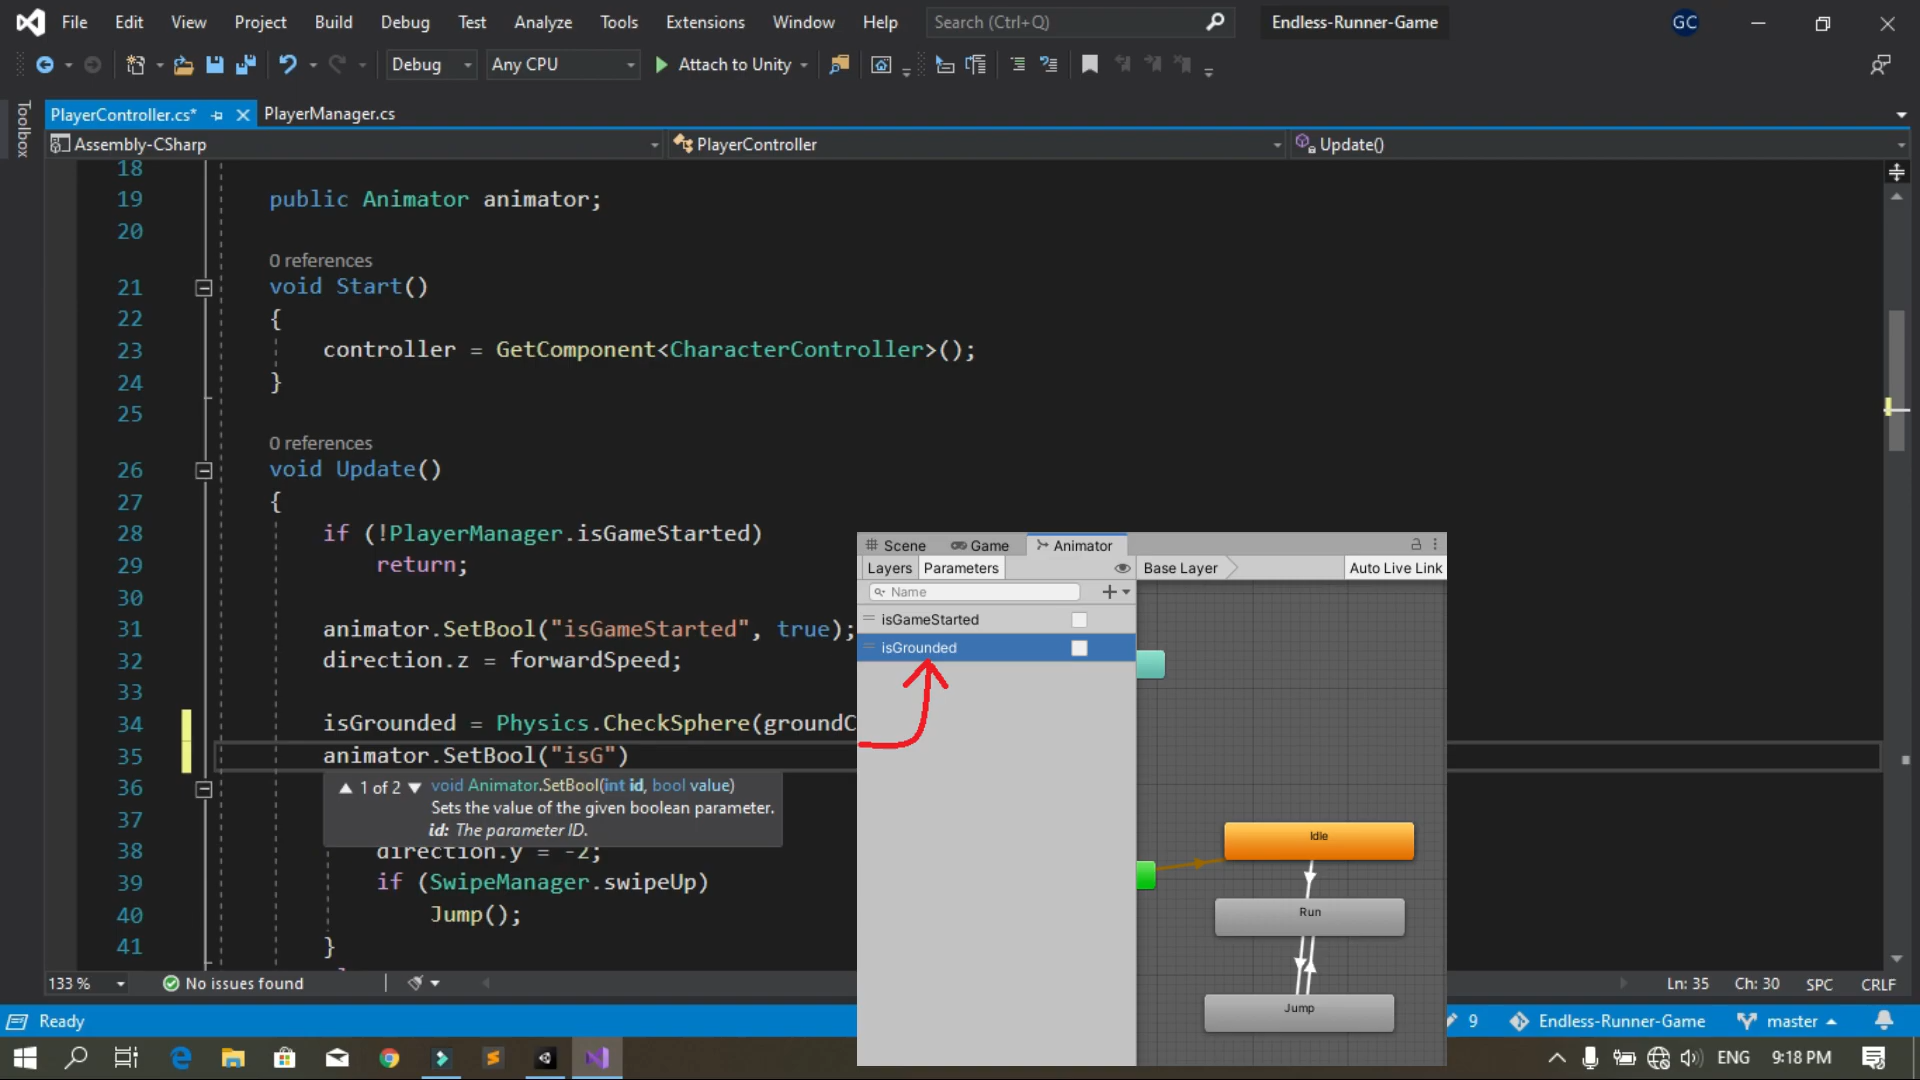 File Edit View Project Build Debug Test Analyze Tools Extensions Window Help Search (Ctrl+Q) Endless-Runner-Game GC
Debug Any CPU Attach to Unity
Toolbox
PlayerController.cs* PlayerManager.cs
Assembly-CSharp PlayerController Update()
18
19 public Animator animator;
20
0 references
21 void Start()
22 {
23 controller = GetComponent<CharacterController>();
24 }
25
0 references
26 void Update()
27 {
28 if (!PlayerManager.isGameStarted)
29 return;
30
31 animator.SetBool("isGameStarted", true);
32 direction.z = forwardSpeed;
33
34 isGrounded = Physics.CheckSphere(groundC
35 animator.SetBool("isG")
36
1 of 2 void Animator.SetBool(int id, bool value)
Sets the value of the given boolean parameter.
37
id: The parameter ID.
38 direction.y = -2;
39 if (SwipeManager.swipeUp)
40 Jump();
41 }
Scene Game Animator
Layers Parameters Base Layer Auto Live Link
Name
isGameStarted
isGrounded
Idle
Run
Jump
133 % No issues found Ln: 35 Ch: 30 SPC CRLF
Ready 9 Endless-Runner-Game master
ENG 9:18 PM